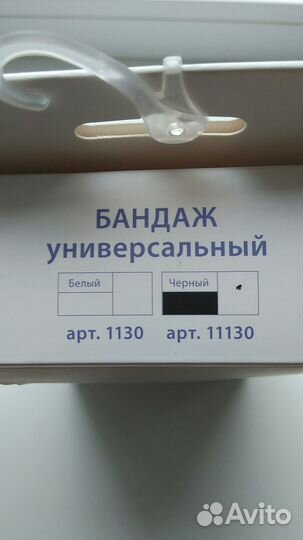 БАНДАЖ
универсальный
Белый Черный
арт. 1130 арт. 11130
Avito